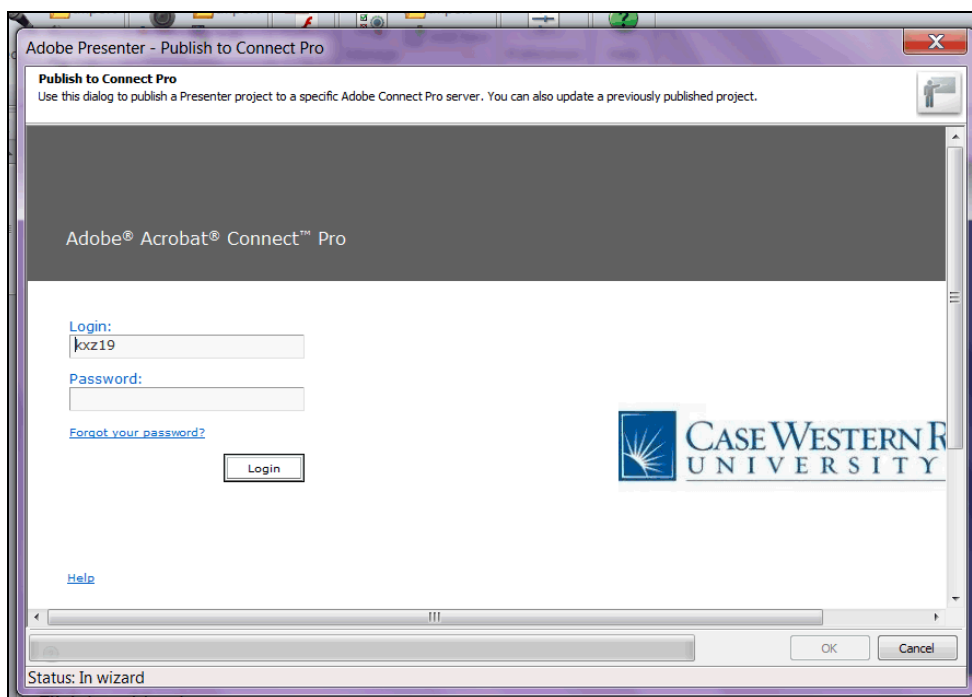 Adobe Presenter - Publish to Connect Pro
Publish to Connect Pro
Use this dialog to publish a Presenter project to a specific Adobe Connect Pro server. You can also update a previously published project.
Adobe® Acrobat® Connect™ Pro
Login:
kxz19
Password:
Forgot your password?
Login
CASE WESTERN R
UNIVERSITY
Help
OK
Cancel
Status: In wizard